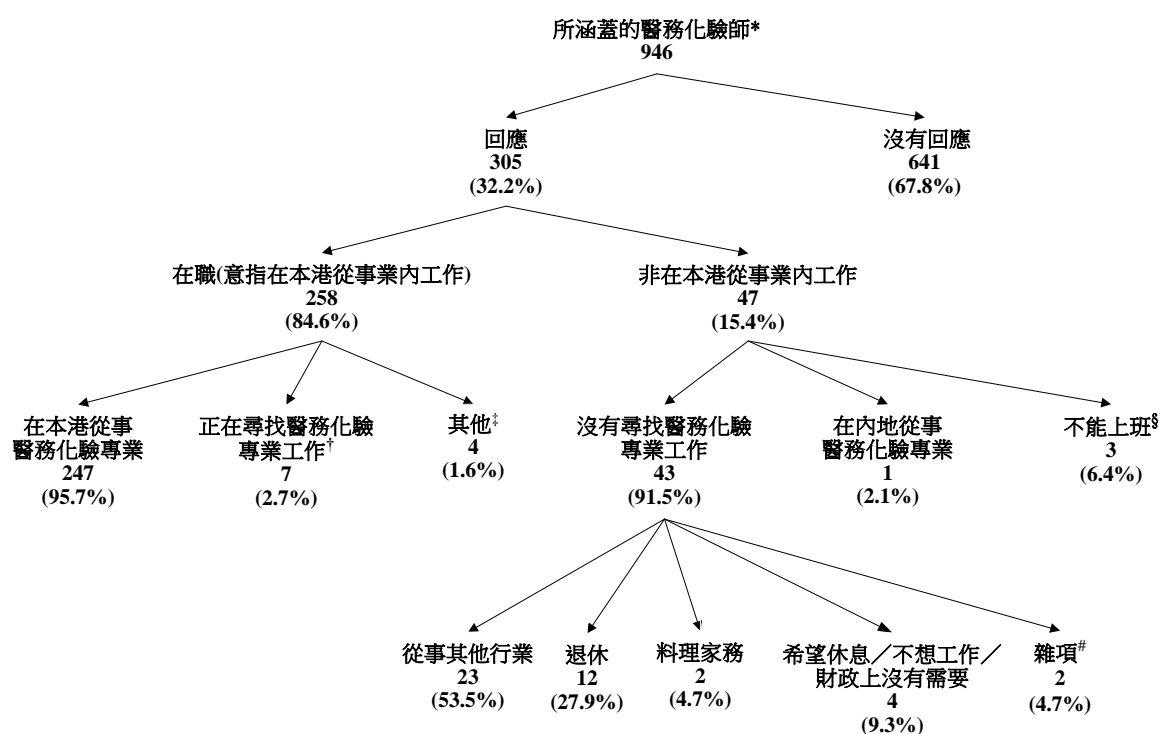 所涵蓋的醫務化驗師*
946
回應
305
(32.2%)
沒有回應
641
(67.8%)
在職(意指在本港從事業內工作)
258
(84.6%)
非在本港從事業內工作
47
(15.4%)
在本港從事
醫務化驗專業
247
(95.7%)
正在尋找醫務化驗
專業工作†
7
(2.7%)
其他‡
4
(1.6%)
沒有尋找醫務化驗
專業工作
43
(91.5%)
在內地從事
醫務化驗專業
1
(2.1%)
不能上班§
3
(6.4%)
從事其他行業
23
(53.5%)
退休
12
(27.9%)
料理家務
2
(4.7%)
希望休息／不想工作／
財政上沒有需要
4
(9.3%)
雜項#
2
(4.7%)